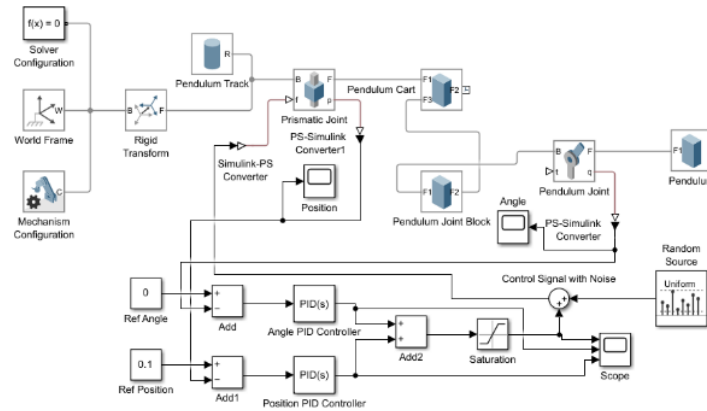 f(x) = 0
Solver
Configuration
R
Pendulum Track
W
World Frame
B
F
Rigid
Transform
C
Mechanism
Configuration
B
F
f
p
Prismatic Joint
Pendulum Cart
F1
F2
F3
PS-Simulink
Converter1
Simulink-PS
Converter
Position
F1
F2
Pendulum Joint Block
B
F
t
q
Pendulum Joint
F1
Pendulu
Angle
PS-Simulink
Converter
Random
Source
Uniform
Control Signal with Noise
0
Ref Angle
+
−
Add
PID(s)
Angle PID Controller
+
+
Add2
Saturation
+
+
Scope
0.1
Ref Position
+
−
Add1
PID(s)
Position PID Controller